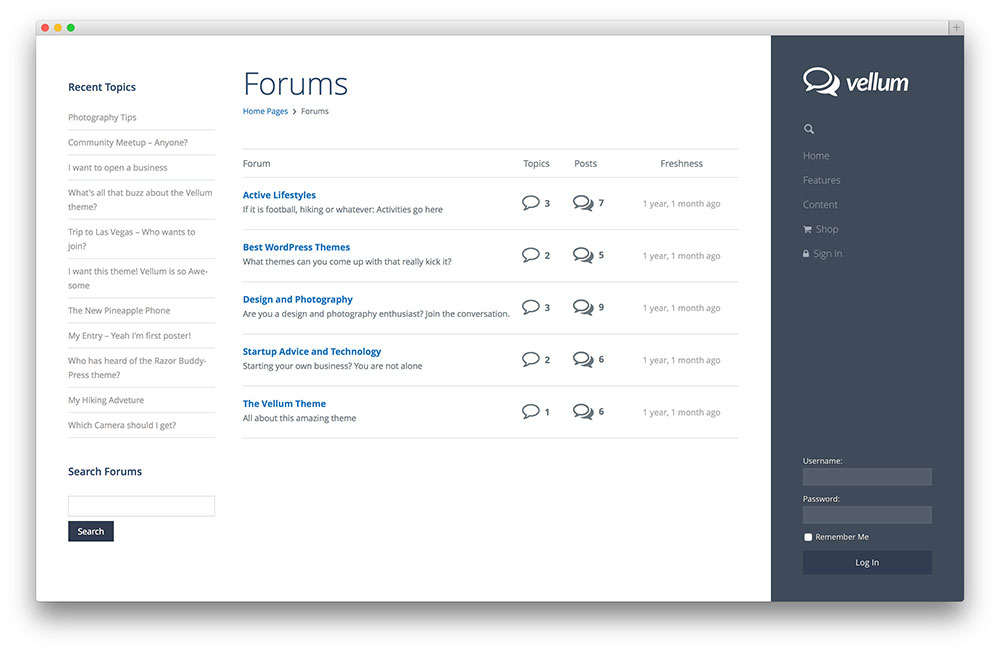 Recent Topics
Photography Tips
Community Meetup – Anyone?
I want to open a business
What's all that buzz about the Vellum
theme?
Trip to Las Vegas – Who wants to
join?
I want this theme! Vellum is so Awe-
some
The New Pineapple Phone
My Entry – Yeah I'm first poster!
Who has heard of the Razor Buddy-
Press theme?
My Hiking Adveture
Which Camera should I get?
Search Forums
Search
Forums
Home Pages › Forums
Forum Topics Posts Freshness
Active Lifestyles
If it is football, hiking or whatever: Activities go here
3 7 1 year, 1 month ago
Best WordPress Themes
What themes can you come up with that really kick it?
2 5 1 year, 1 month ago
Design and Photography
Are you a design and photography enthusiast? Join the conversation.
3 9 1 year, 1 month ago
Startup Advice and Technology
Starting your own business? You are not alone
2 6 1 year, 1 month ago
The Vellum Theme
All about this amazing theme
1 6 1 year, 1 month ago
vellum
Home
Features
Content
Shop
Sign In
Username:
Password:
Remember Me
Log In